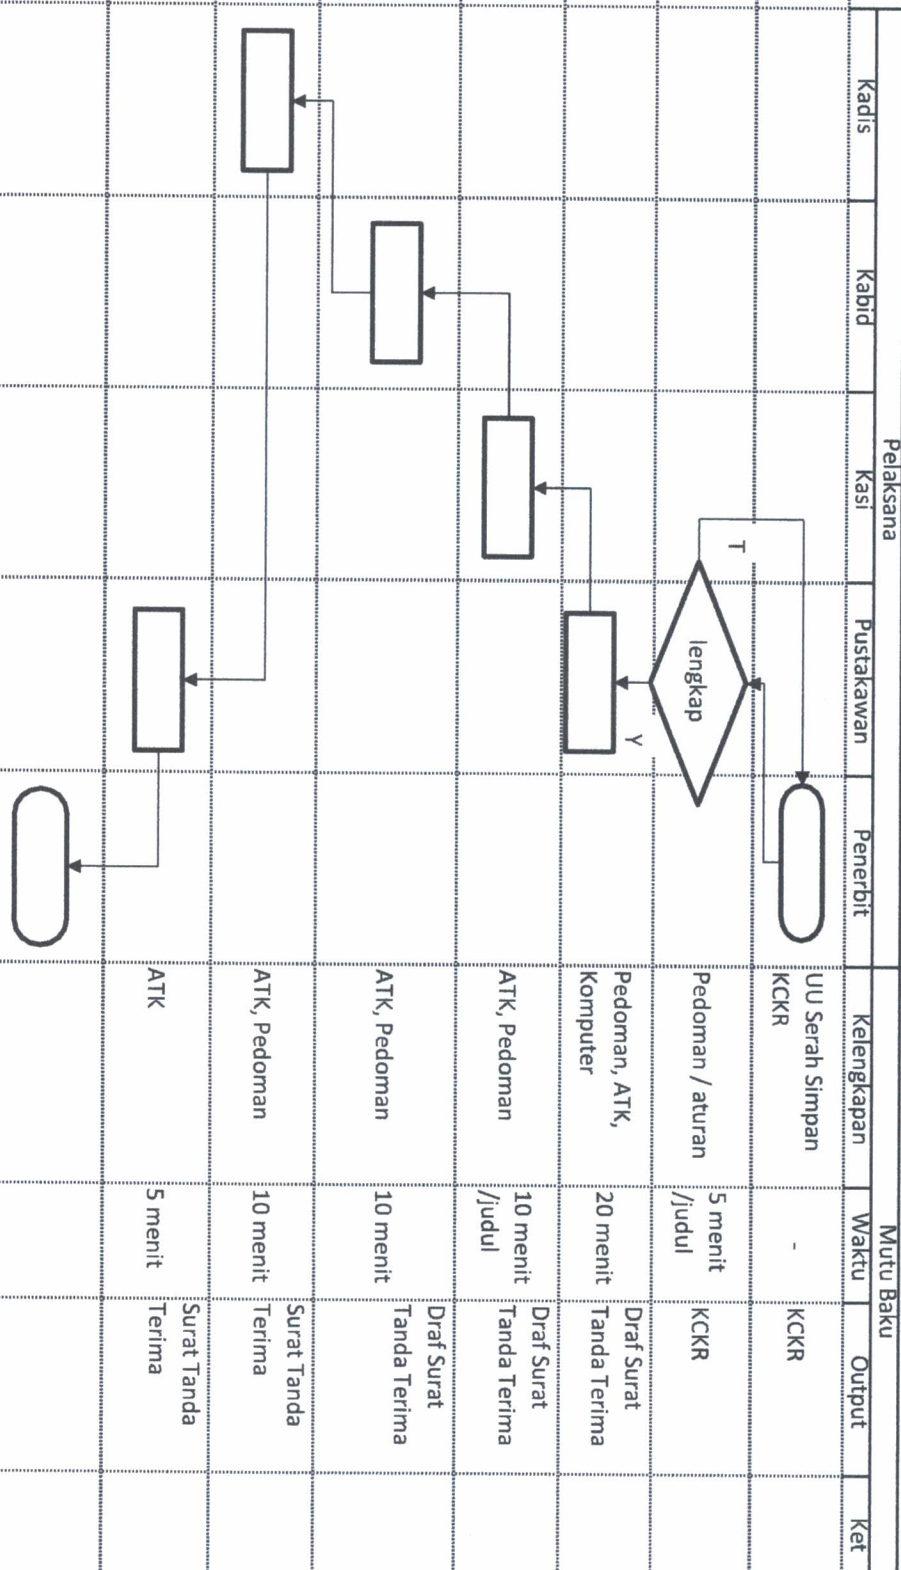 Pelaksana
Mutu Baku
Kadis
Kabid
Kasi
Pustakawan
Penerbit
Kelengkapan
Waktu
Output
Ket
UU Serah Simpan
KCKR
-
KCKR
T
lengkap
Pedoman / aturan
5 menit
/judul
KCKR
Y
Pedoman, ATK,
Komputer
20 menit
Draf Surat
Tanda Terima
ATK, Pedoman
10 menit
/judul
Draf Surat
Tanda Terima
ATK, Pedoman
10 menit
Draf Surat
Tanda Terima
ATK, Pedoman
10 menit
Surat Tanda
Terima
ATK
5 menit
Surat Tanda
Terima